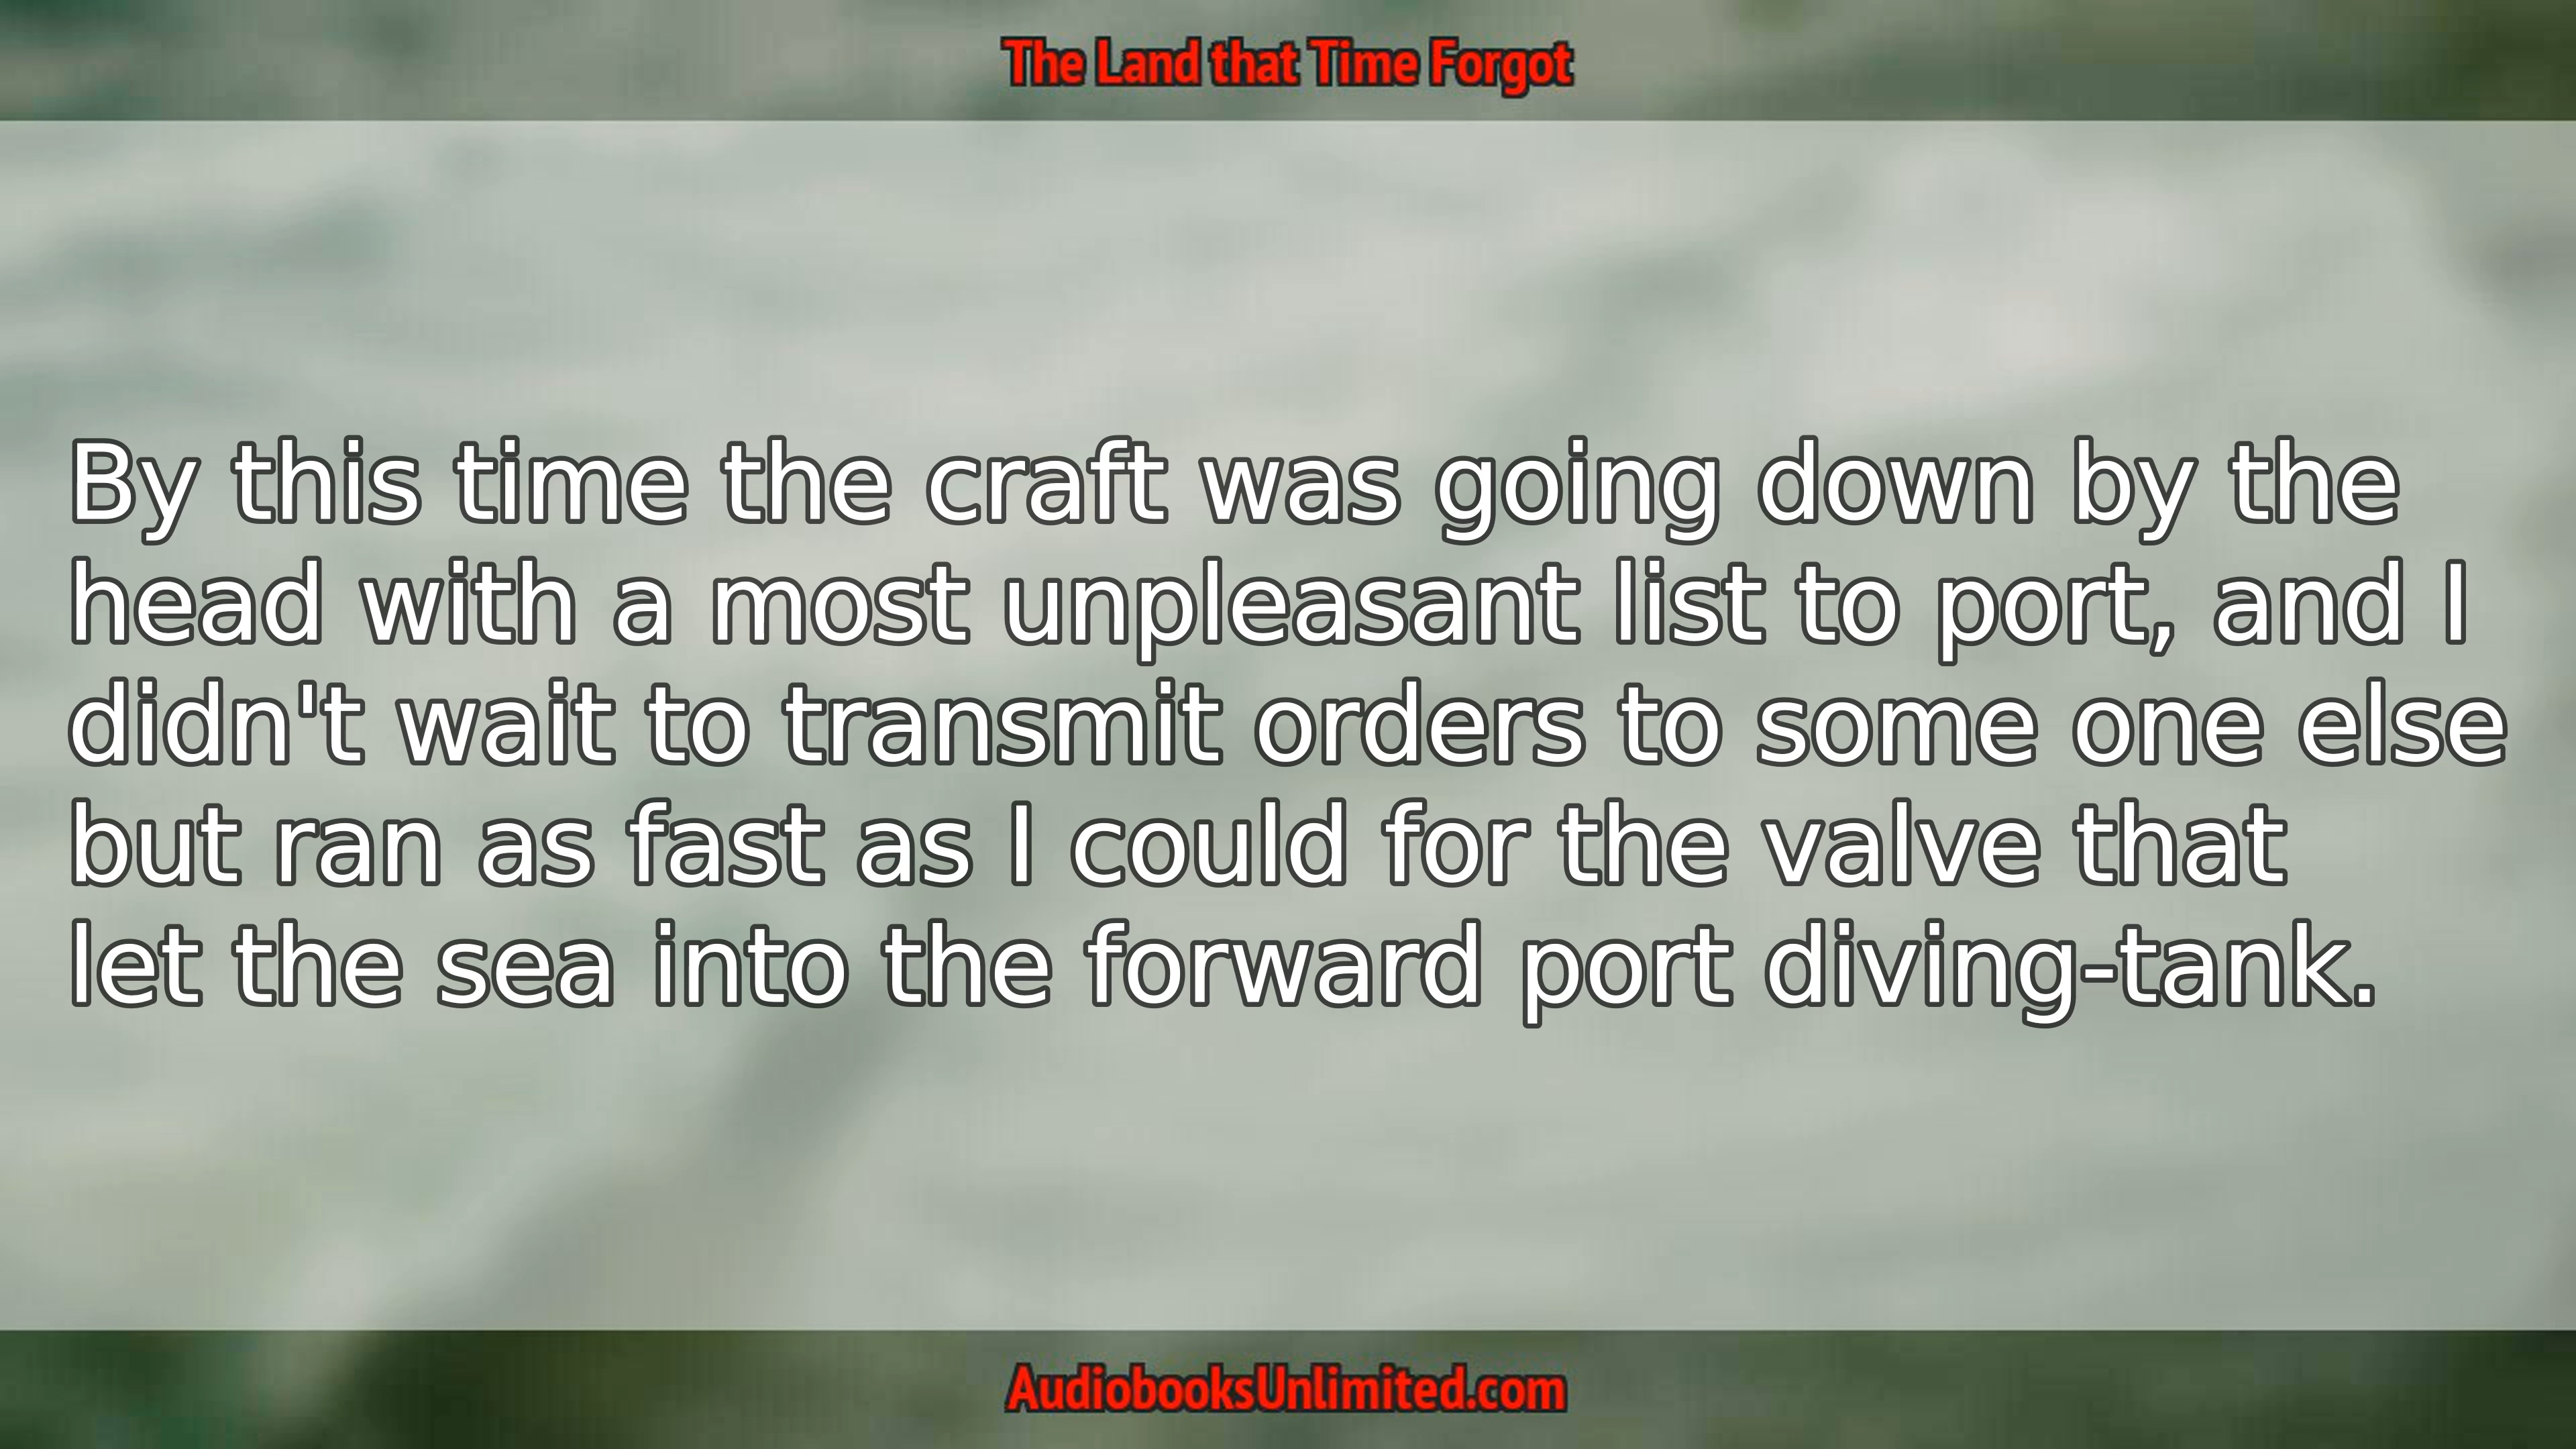 The Land that Time Forgot
By this time the craft was going down by the
head with a most unpleasant list to port, and I
didn't wait to transmit orders to some one else
but ran as fast as I could for the valve that
let the sea into the forward port diving-tank.
AudiobooksUnlimited.com